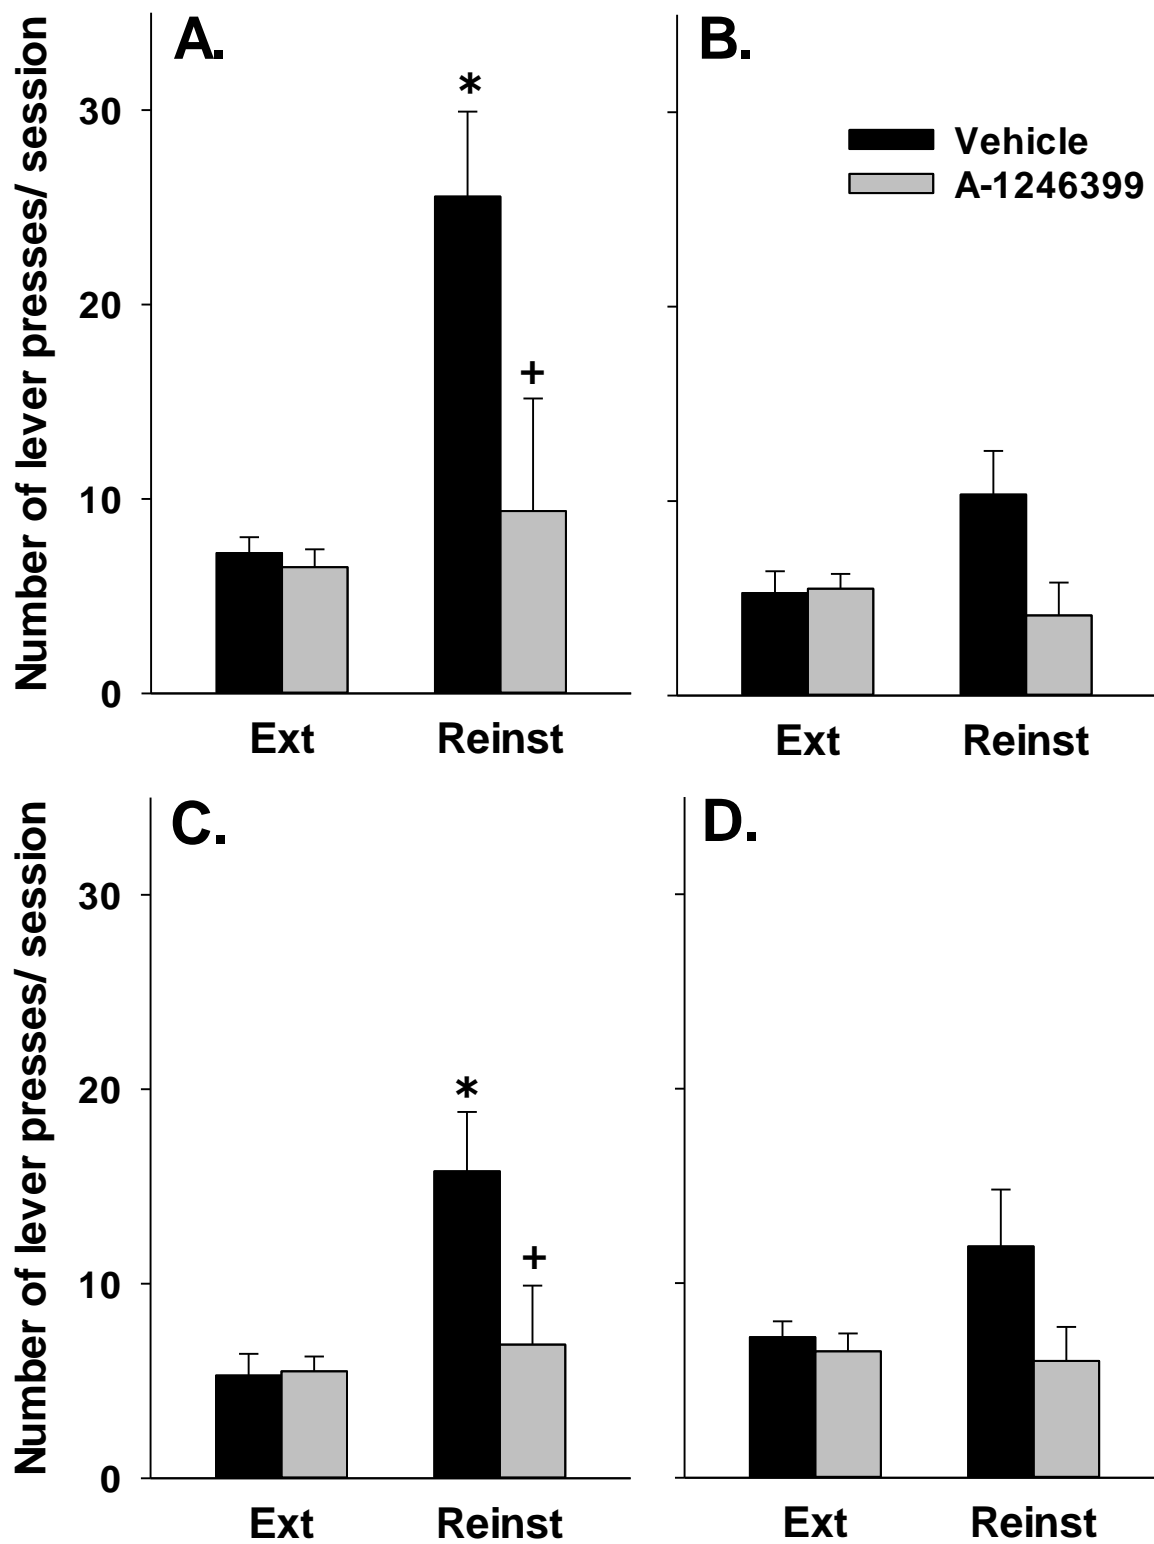 A.
Number of lever presses/ session
30
20
10
0
*
+
Ext Reinst
B.
Vehicle
A-1246399
Ext Reinst
C.
Number of lever presses/ session
30
20
10
0
*
+
Ext Reinst
D.
Ext Reinst